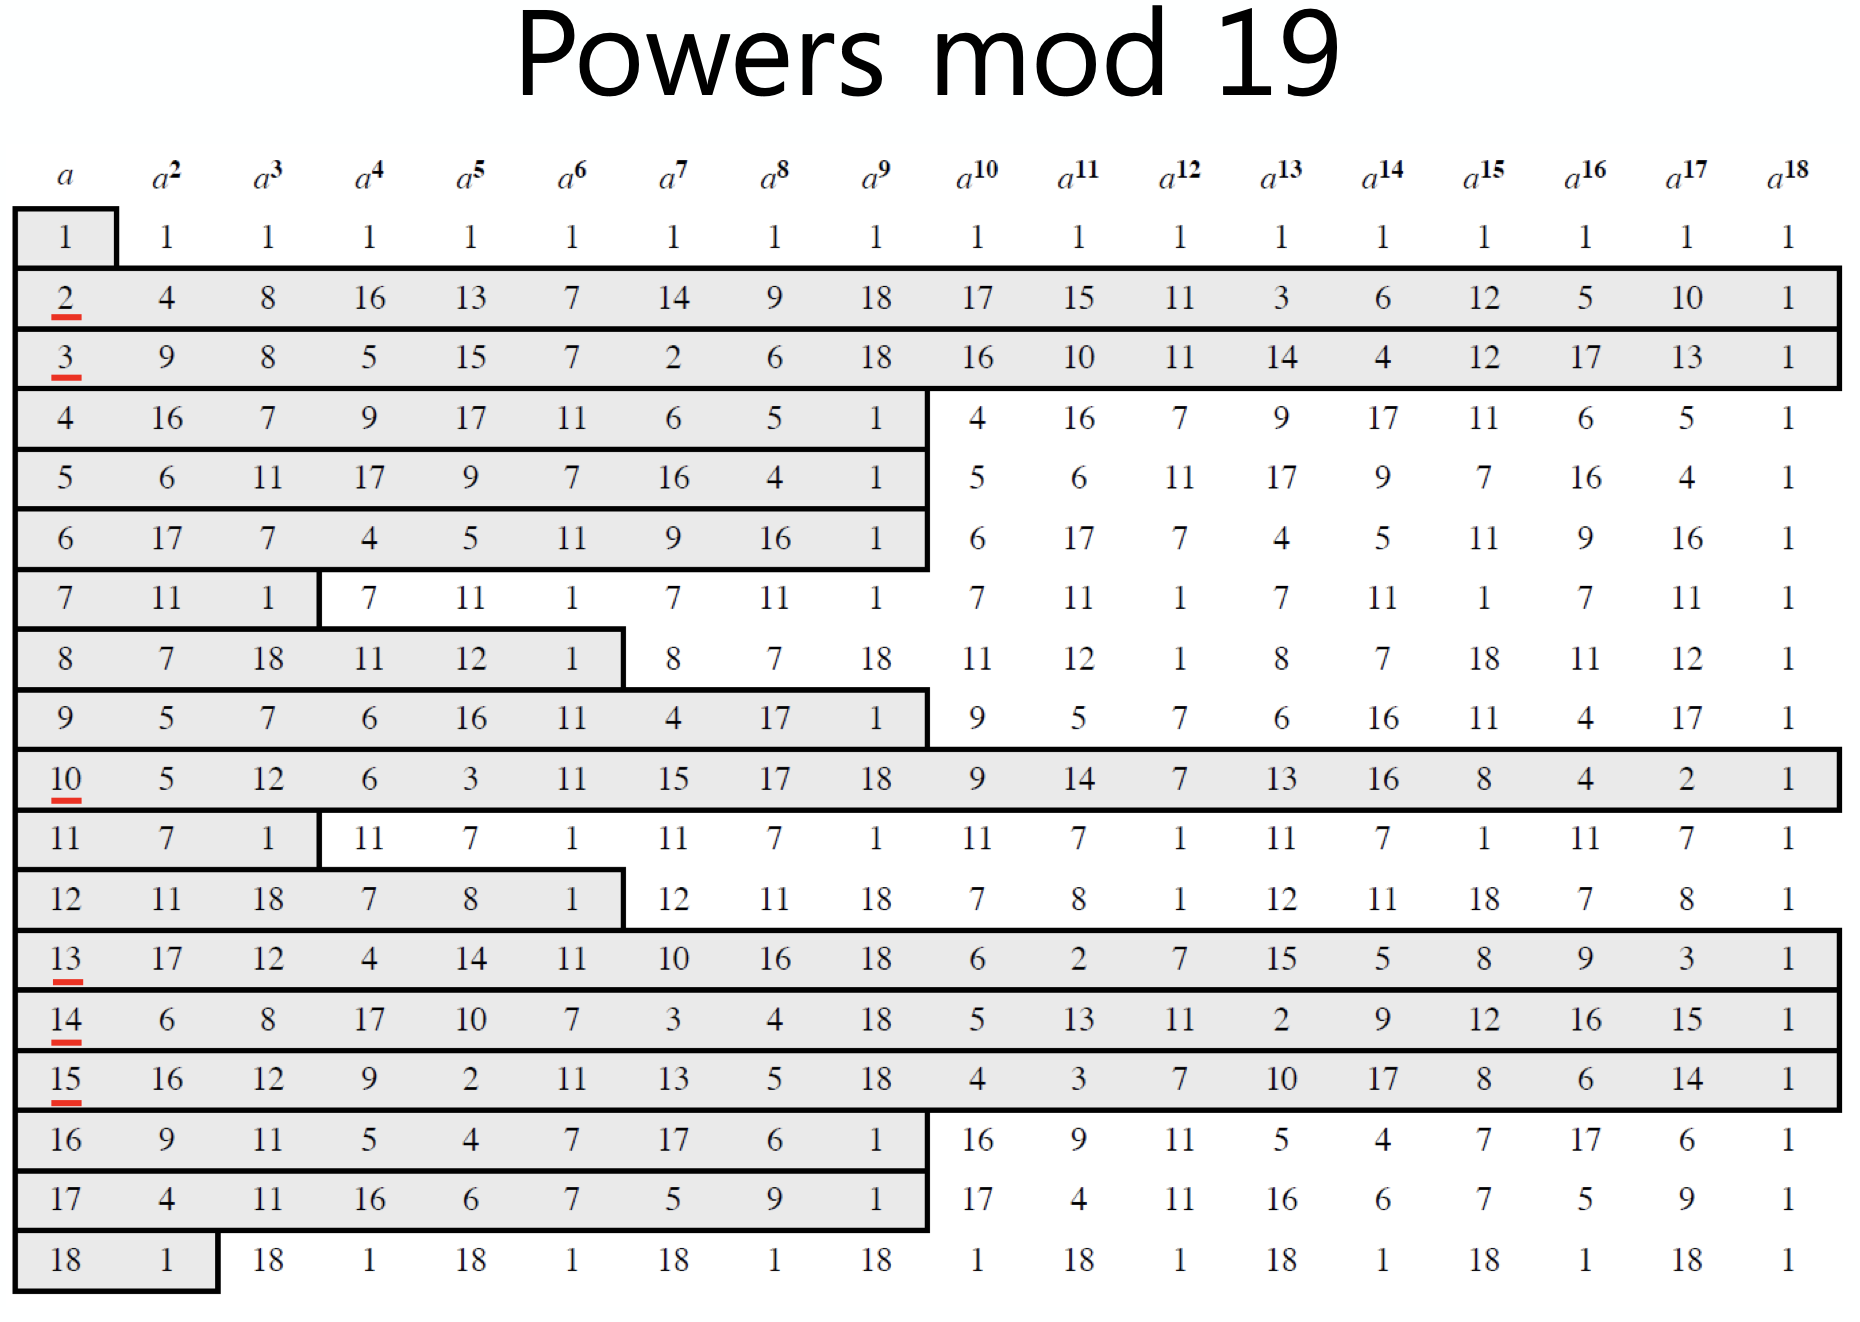 Powers mod 19
a a² a³ a⁴ a⁵ a⁶ a⁷ a⁸ a⁹ a¹⁰ a¹¹ a¹² a¹³ a¹⁴ a¹⁵ a¹⁶ a¹⁷ a¹⁸
1 1 1 1 1 1 1 1 1 1 1 1 1 1 1 1 1 1
2 4 8 16 13 7 14 9 18 17 15 11 3 6 12 5 10 1
3 9 8 5 15 7 2 6 18 16 10 11 14 4 12 17 13 1
4 16 7 9 17 11 6 5 1 4 16 7 9 17 11 6 5 1
5 6 11 17 9 7 16 4 1 5 6 11 17 9 7 16 4 1
6 17 7 4 5 11 9 16 1 6 17 7 4 5 11 9 16 1
7 11 1 7 11 1 7 11 1 7 11 1 7 11 1 7 11 1
8 7 18 11 12 1 8 7 18 11 12 1 8 7 18 11 12 1
9 5 7 6 16 11 4 17 1 9 5 7 6 16 11 4 17 1
10 5 12 6 3 11 15 17 18 9 14 7 13 16 8 4 2 1
11 7 1 11 7 1 11 7 1 11 7 1 11 7 1 11 7 1
12 11 18 7 8 1 12 11 18 7 8 1 12 11 18 7 8 1
13 17 12 4 14 11 10 16 18 6 2 7 15 5 8 9 3 1
14 6 8 17 10 7 3 4 18 5 13 11 2 9 12 16 15 1
15 16 12 9 2 11 13 5 18 4 3 7 10 17 8 6 14 1
16 9 11 5 4 7 17 6 1 16 9 11 5 4 7 17 6 1
17 4 11 16 6 7 5 9 1 17 4 11 16 6 7 5 9 1
18 1 18 1 18 1 18 1 18 1 18 1 18 1 18 1 18 1